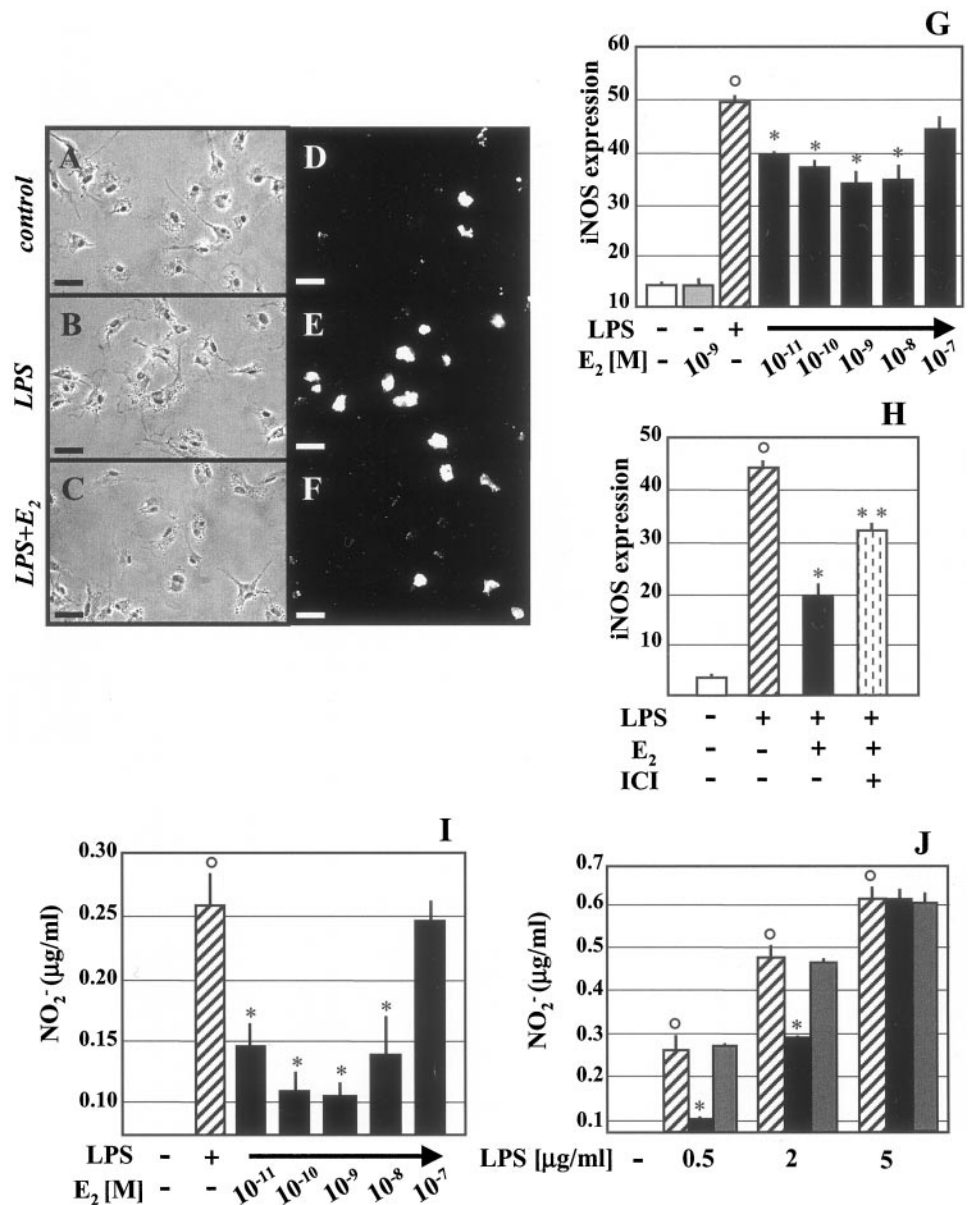 A
D
control
B
E
LPS
C
F
LPS+E₂
G
iNOS expression
60
50
40
30
20
10
LPS - - +
E₂ [M] - 10⁻⁹ - 10⁻¹¹ 10⁻¹⁰ 10⁻⁹ 10⁻⁸ 10⁻⁷
H
iNOS expression
50
40
30
20
10
LPS - + + +
E₂ - - + +
ICI - - - +
I
NO₂⁻ (µg/ml)
0.30
0.25
0.20
0.15
0.10
LPS - +
E₂ [M] - - 10⁻¹¹ 10⁻¹⁰ 10⁻⁹ 10⁻⁸ 10⁻⁷
J
NO₂⁻ (µg/ml)
0.7
0.6
0.5
0.4
0.3
0.2
0.1
LPS [µg/ml] - 0.5 2 5